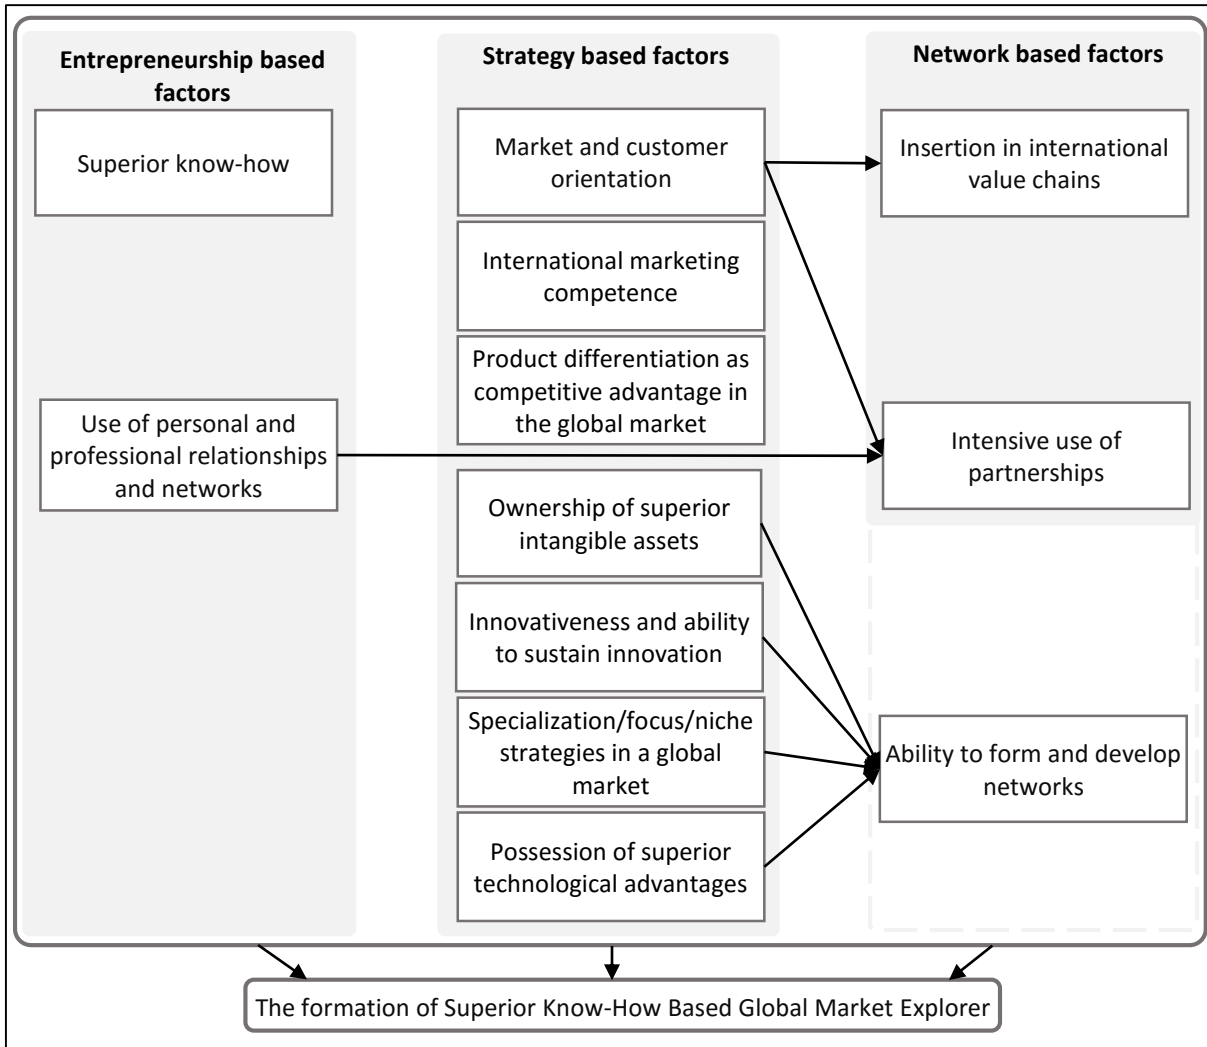 Entrepreneurship based
factors
Superior know-how
Use of personal and
professional relationships
and networks
Strategy based factors
Market and customer
orientation
International marketing
competence
Product differentiation as
competitive advantage in
the global market
Ownership of superior
intangible assets
Innovativeness and ability
to sustain innovation
Specialization/focus/niche
strategies in a global
market
Possession of superior
technological advantages
Network based factors
Insertion in international
value chains
Intensive use of
partnerships
Ability to form and develop
networks
The formation of Superior Know-How Based Global Market Explorer